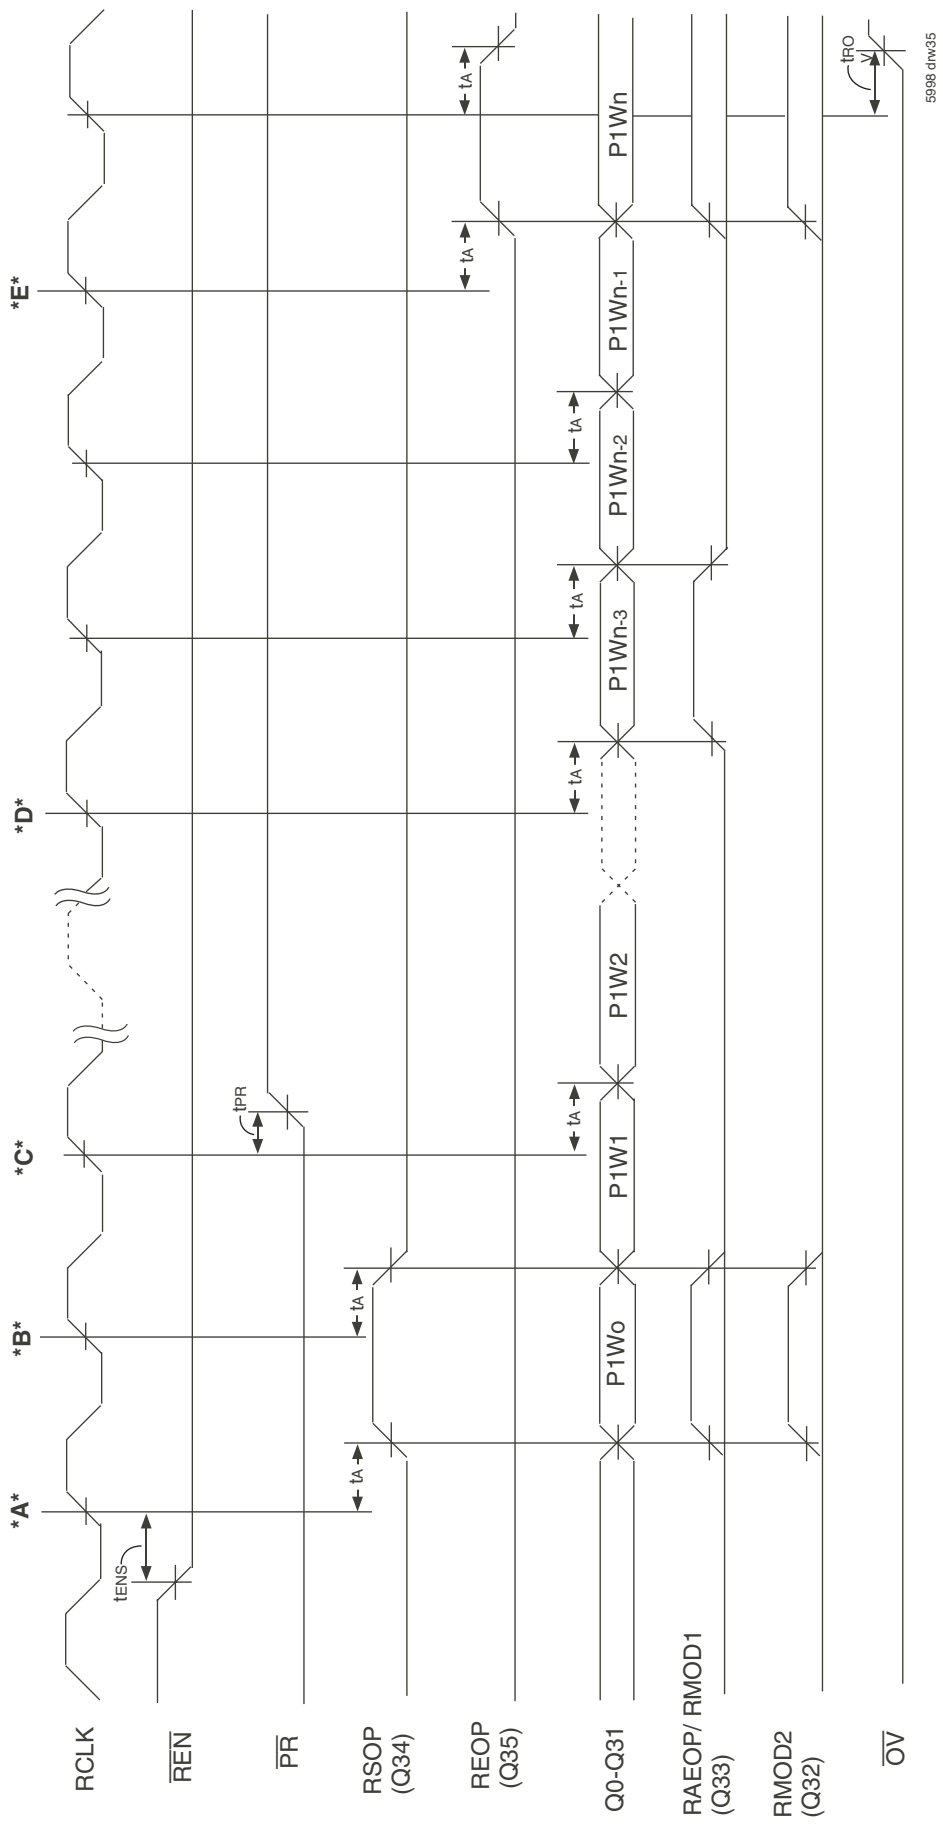 *A*
*B*
*C*
*D*
*E*
RCLK
tENS
REN
tPR
PR
tA
tA
RSOP
(Q34)
tA
tA
REOP
(Q35)
tA
tA
tA
tA
P1Wo
P1W1
P1W2
P1Wn-3
P1Wn-2
P1Wn-1
P1Wn
Q0-Q31
RAEOP/ RMOD1
(Q33)
RMOD2
(Q32)
tRO
V
OV
5998 drw35